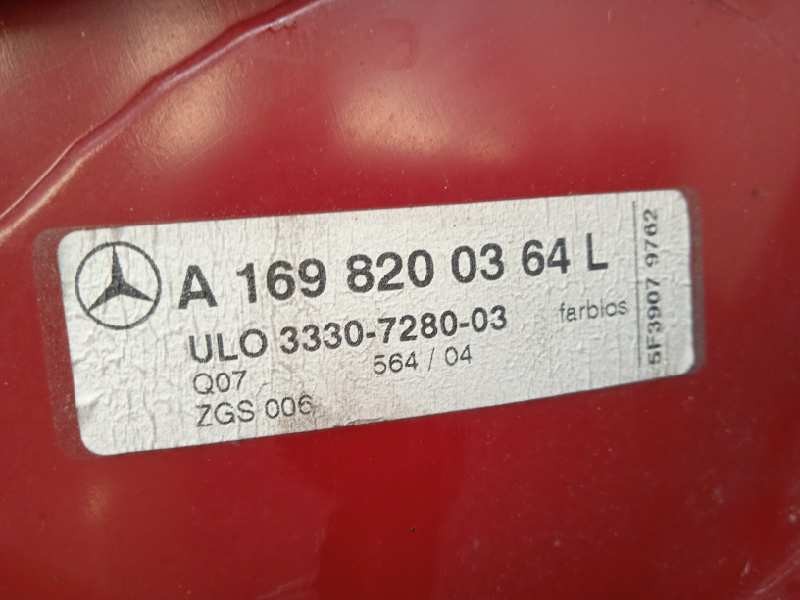 A 169 820 03 64 L
ULO 3330-7280-03 farblos
Q07 564 / 04
ZGS 006
5F3907 9762